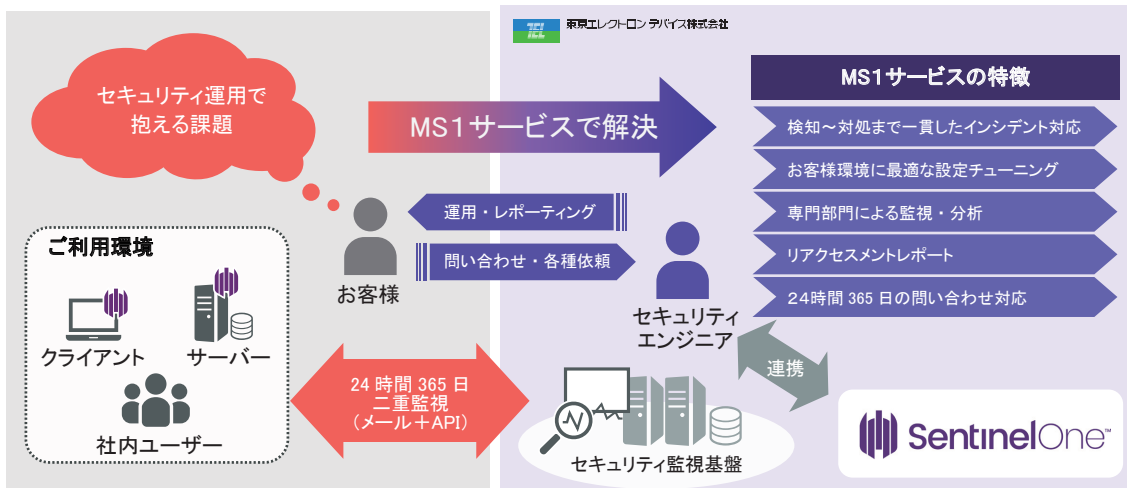 東京エレクトロン デバイス株式会社
セキュリティ運用で
抱える課題
MS1サービスで解決
MS1サービスの特徴
検知～対処まで一貫したインシデント対応
お客様環境に最適な設定チューニング
専門部門による監視・分析
リアクセスメントレポート
24時間365日の問い合わせ対応
運用・レポーティング
問い合わせ・各種依頼
お客様
セキュリティ
エンジニア
ご利用環境
クライアント
サーバー
社内ユーザー
24時間365日
二重監視
（メール＋API）
連携
セキュリティ監視基盤
SentinelOne™